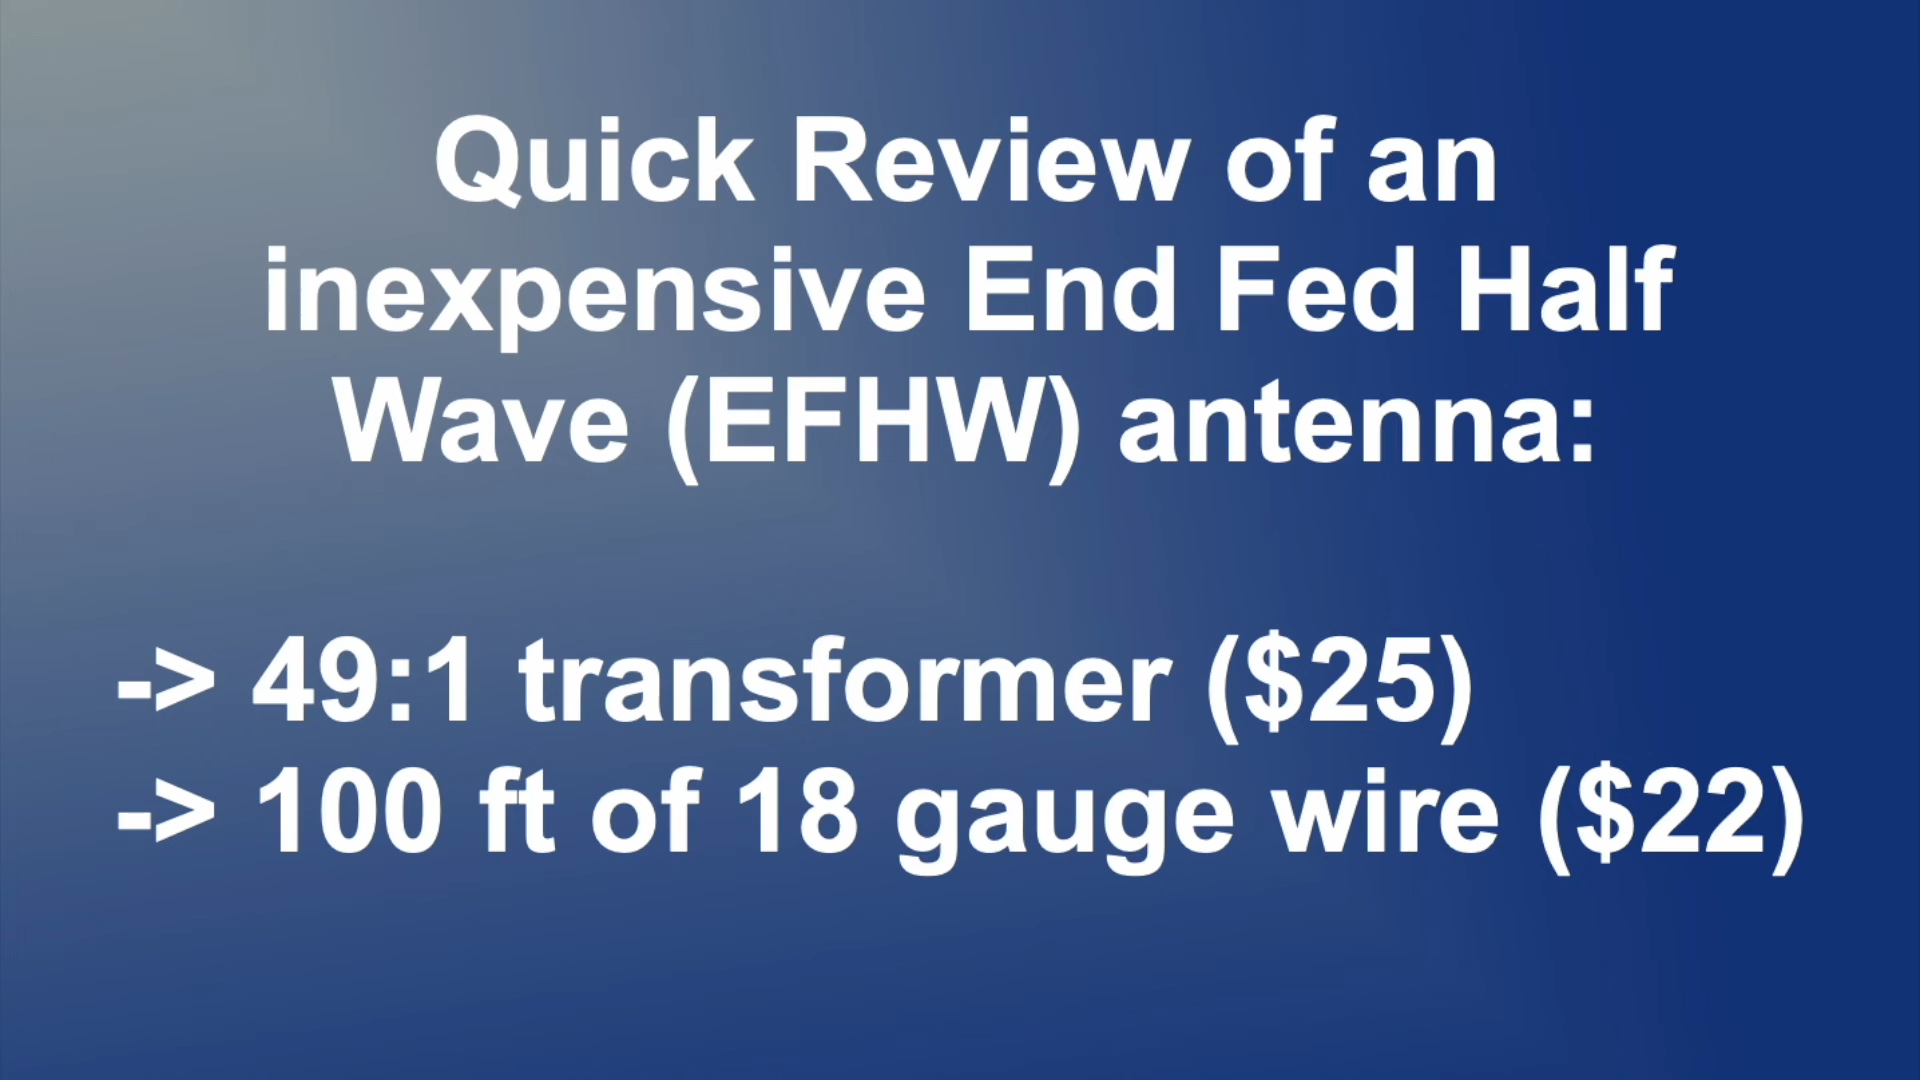 Quick Review of an
inexpensive End Fed Half
Wave (EFHW) antenna:
-> 49:1 transformer ($25)
-> 100 ft of 18 gauge wire ($22)